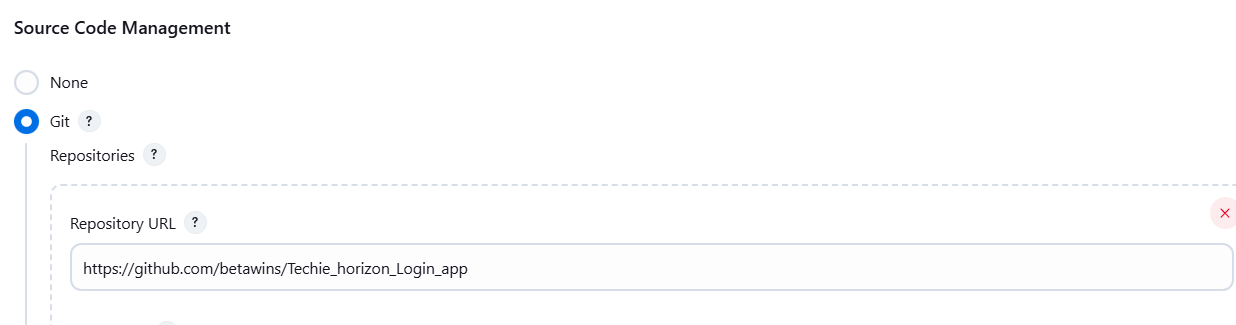 Source Code Management
None
Git ?
Repositories ?
Repository URL ?
https://github.com/betawins/Techie_horizon_Login_app